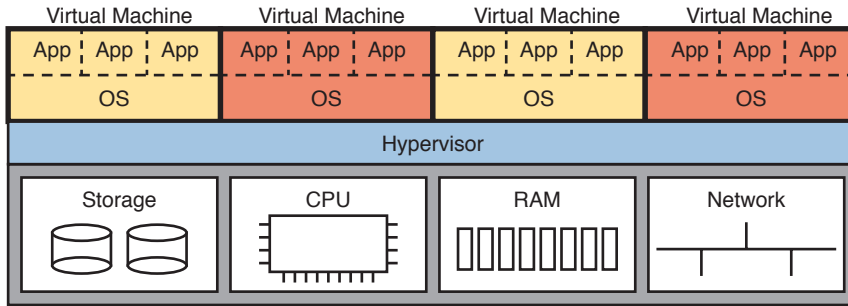 Virtual Machine Virtual Machine Virtual Machine Virtual Machine
App App App App App App App App App App App App
OS OS OS OS
Hypervisor
Storage CPU RAM Network